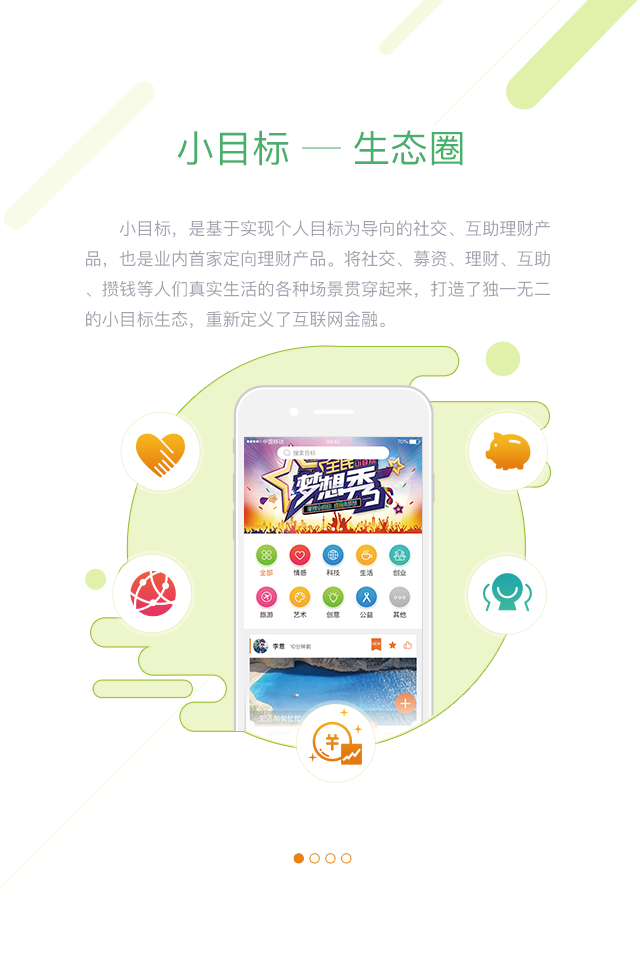 小目标 — 生态圈
小目标，是基于实现个人目标为导向的社交、互助理财产
品，也是业内首家定向理财产品。将社交、募资、理财、互助
、攒钱等人们真实生活的各种场景贯穿起来，打造了独一无二
的小目标生态，重新定义了互联网金融。
中国移动 70%
搜索目标
全民
小目标
梦想秀
全部 情感 科技 生活 创业
旅游 艺术 创意 公益 其他
李意 10分钟前